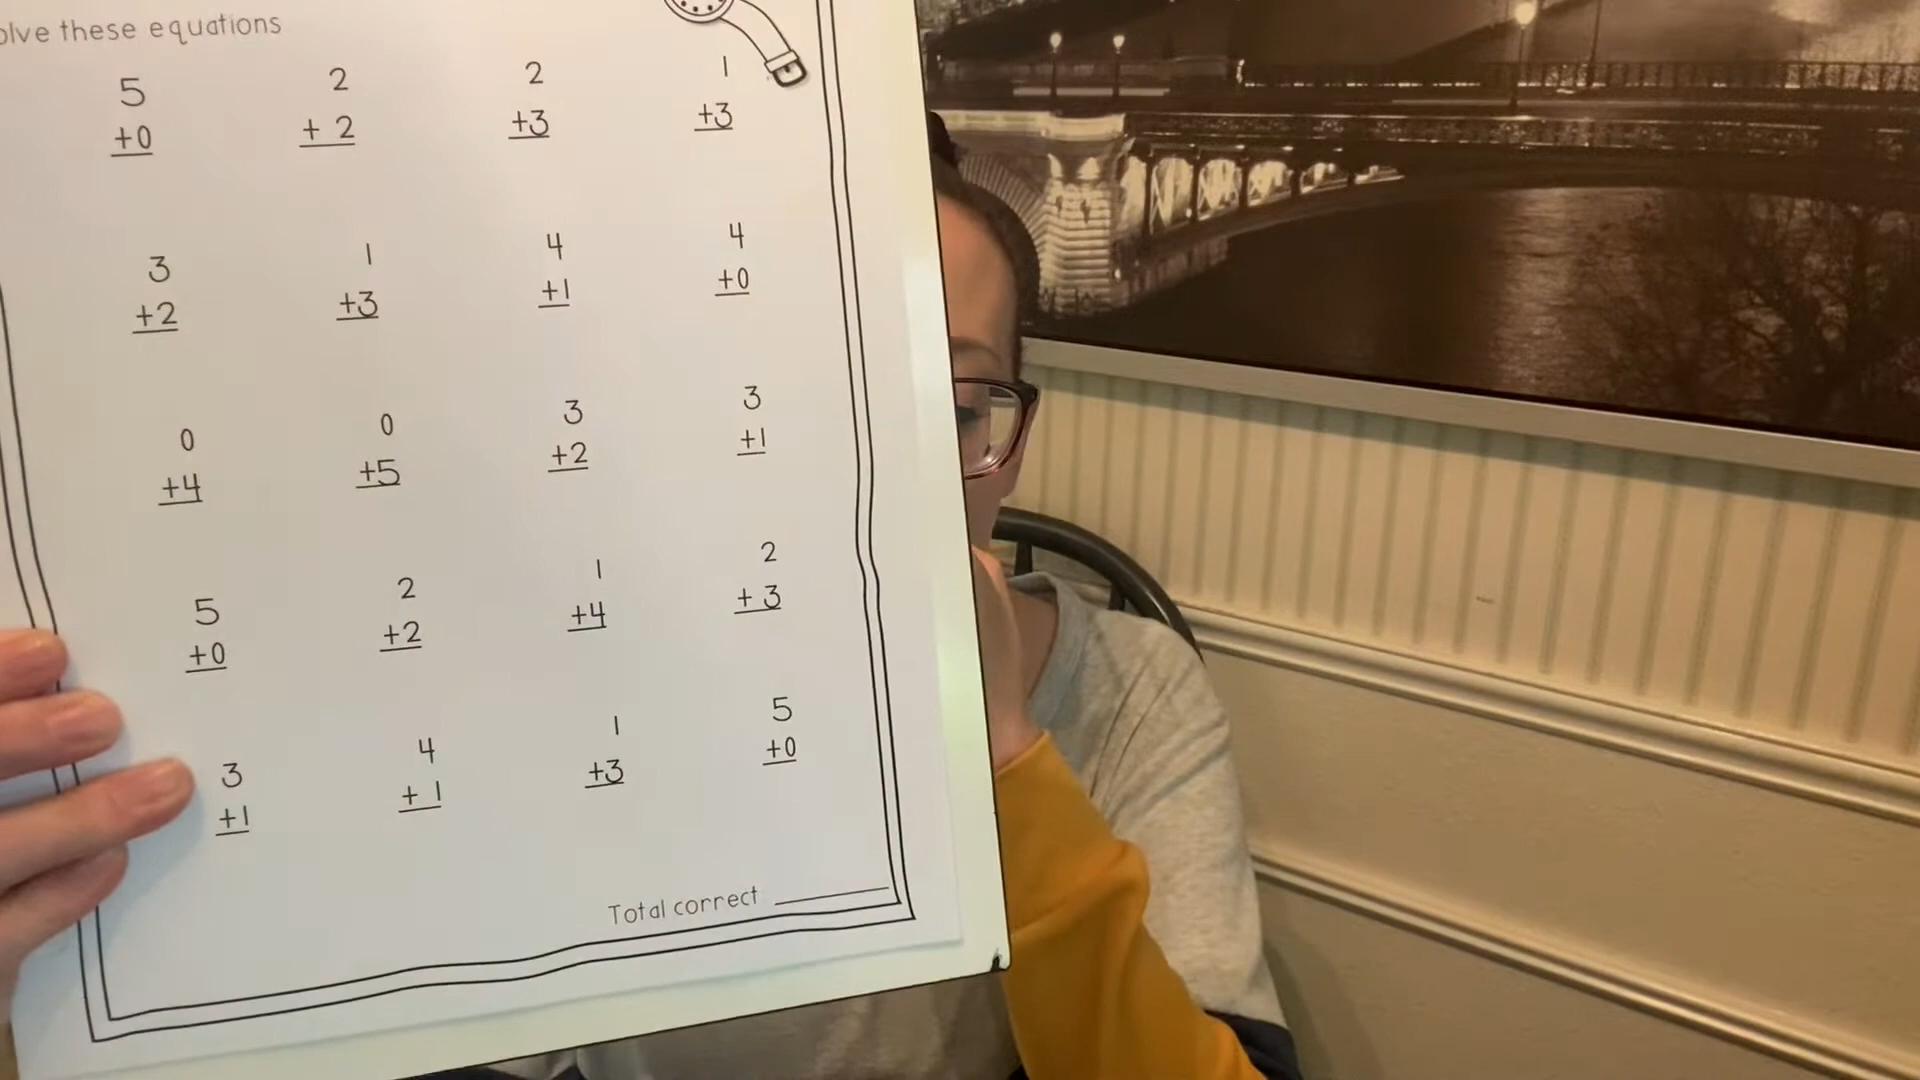 olve these equations
5 2 2 1
+0 + 2 +3 +3
3 1 4 4
+2 +3 +1 +0
0 0 3 3
+4 +5 +2 +1
5 2 1 2
+0 +2 +4 + 3
3 4 1 5
+1 + 1 +3 +0
Total correct